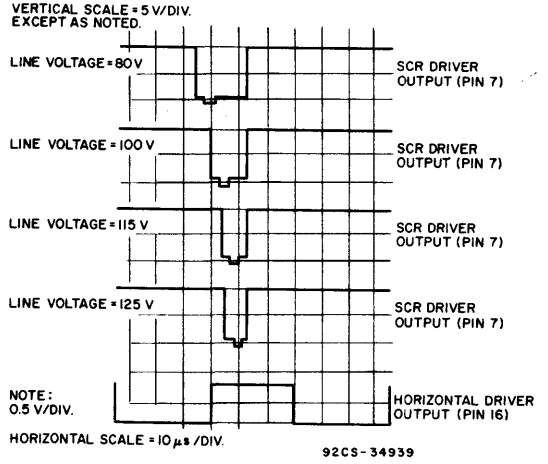 VERTICAL SCALE = 5 V/DIV.
EXCEPT AS NOTED.
LINE VOLTAGE = 80 V
SCR DRIVER
OUTPUT (PIN 7)
LINE VOLTAGE = 100 V
SCR DRIVER
OUTPUT (PIN 7)
LINE VOLTAGE = 115 V
SCR DRIVER
OUTPUT (PIN 7)
LINE VOLTAGE = 125 V
SCR DRIVER
OUTPUT (PIN 7)
NOTE:
0.5 V/DIV.
HORIZONTAL DRIVER
OUTPUT (PIN 16)
HORIZONTAL SCALE = 10 μs /DIV.
92CS-34939